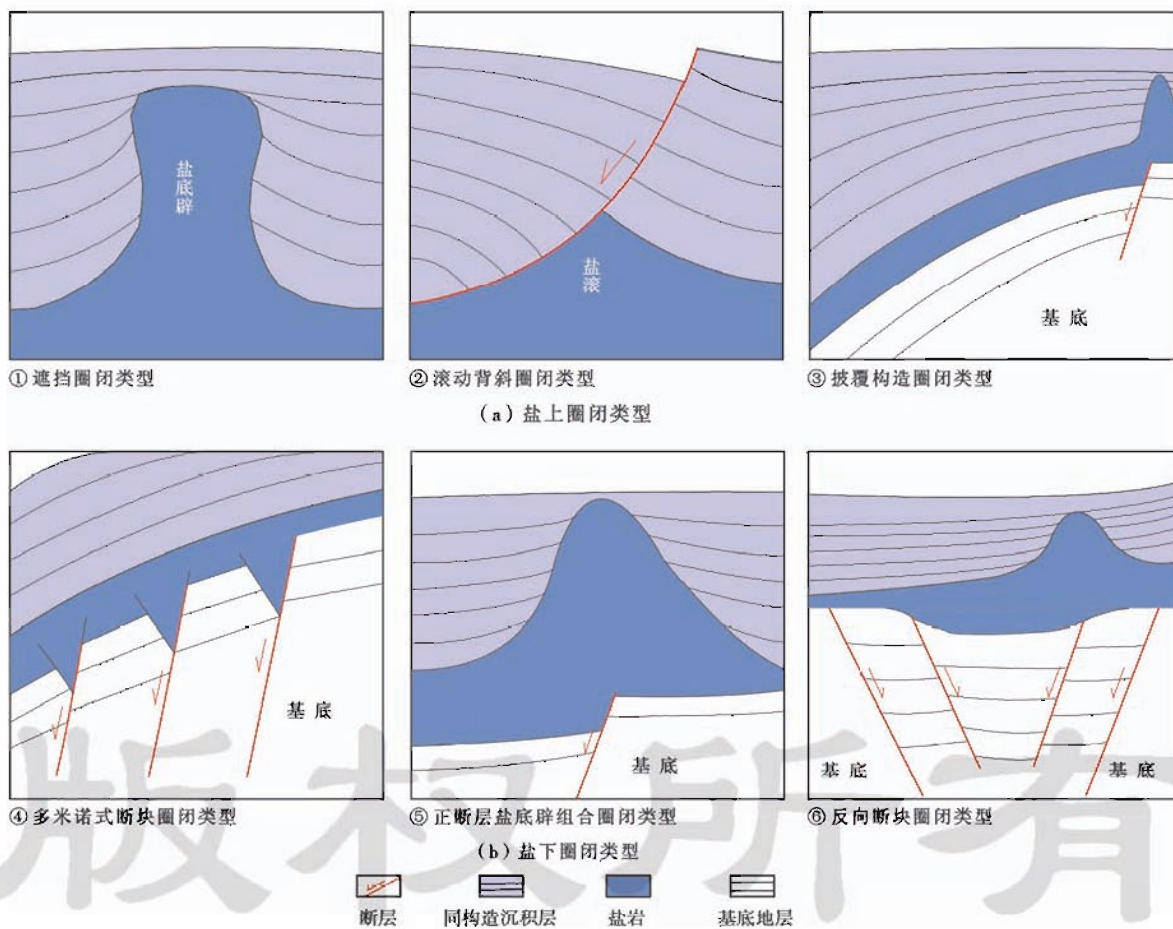 盐底辟
盐滚
基底
①遮挡圈闭类型
②滚动背斜圈闭类型
③披覆构造圈闭类型
(a)盐上圈闭类型
基底
基底
基底
基底
④多米诺式断块圈闭类型
⑤正断层盐底辟组合圈闭类型
⑥反向断块圈闭类型
(b)盐下圈闭类型
断层
同构造沉积层
盐岩
基底地层
版权所有